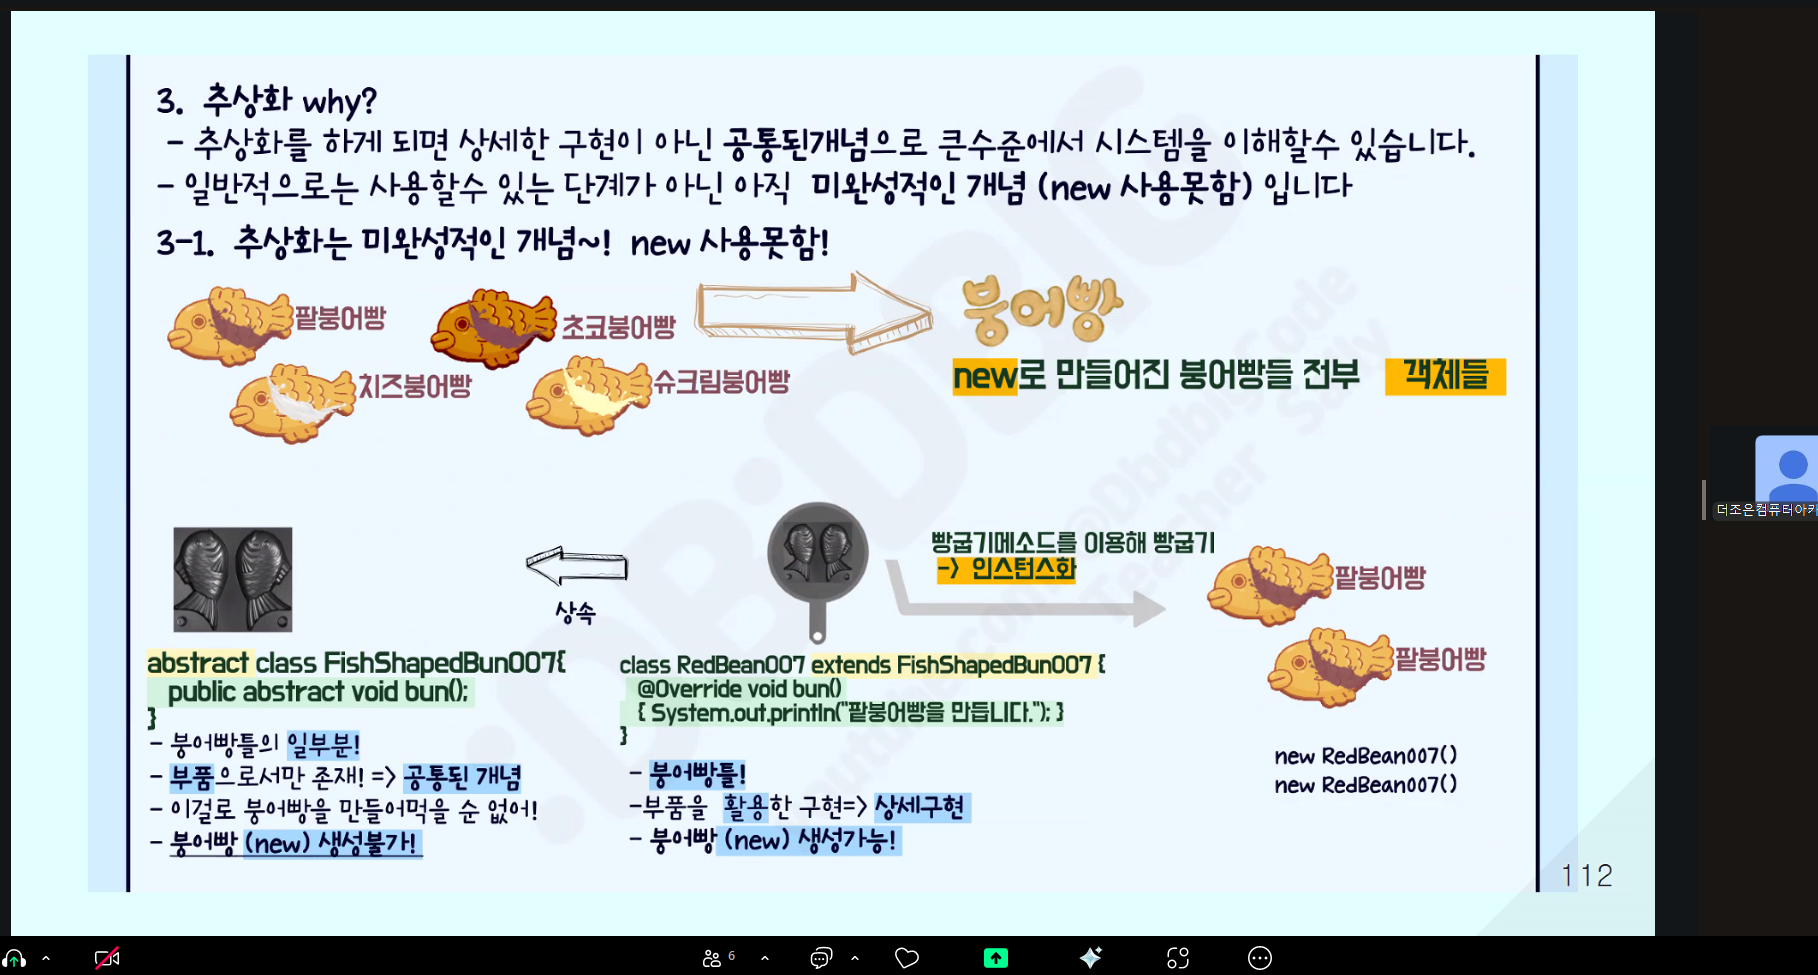 3. 추상화 why?
- 추상화를 하게 되면 상세한 구현이 아닌 공통된개념으로 큰수준에서 시스템을 이해할수 있습니다.
- 일반적으로는 사용할수 있는 단계가 아닌 아직 미완성적인 개념 (new 사용못함) 입니다
3-1. 추상화는 미완성적인 개념~! new 사용못함!
팥붕어빵
초코붕어빵
치즈붕어빵
슈크림붕어빵
붕어빵
new로 만들어진 붕어빵들 전부 객체들
상속
빵굽기메소드를 이용해 빵굽기
-> 인스턴스화
팥붕어빵
팥붕어빵
abstract class FishShapedBun007{
public abstract void bun();
}
- 붕어빵틀의 일부분!
- 부품으로서만 존재! => 공통된 개념
- 이걸로 붕어빵을 만들어먹을 순 없어!
- 붕어빵 (new) 생성불가!
class RedBean007 extends FishShapedBun007 {
@Override void bun()
{ System.out.println("팥붕어빵을 만듭니다."); }
}
- 붕어빵틀!
-부품을 활용한 구현=> 상세구현
- 붕어빵 (new) 생성가능!
new RedBean007()
new RedBean007()
112
더조은컴퓨터아카
6